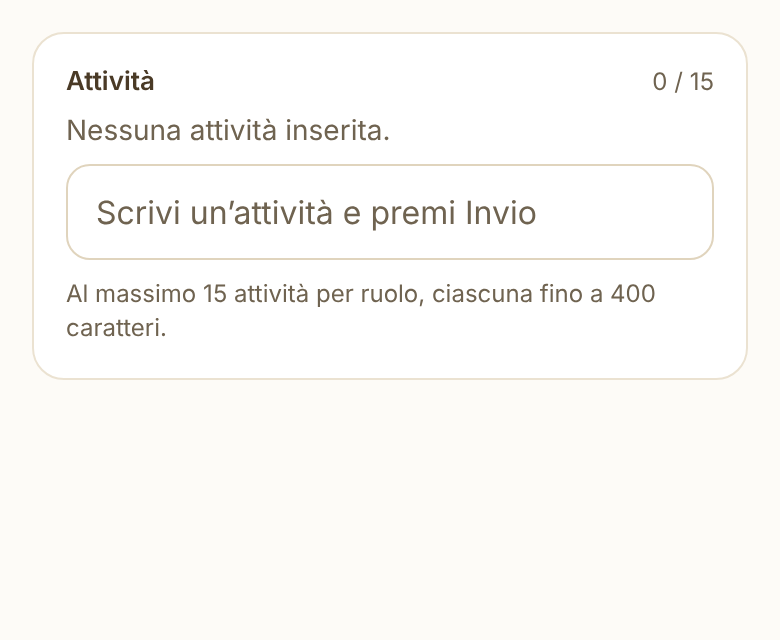 Attività
0 / 15
Nessuna attività inserita.
Scrivi un’attività e premi Invio
Al massimo 15 attività per ruolo, ciascuna fino a 400
caratteri.